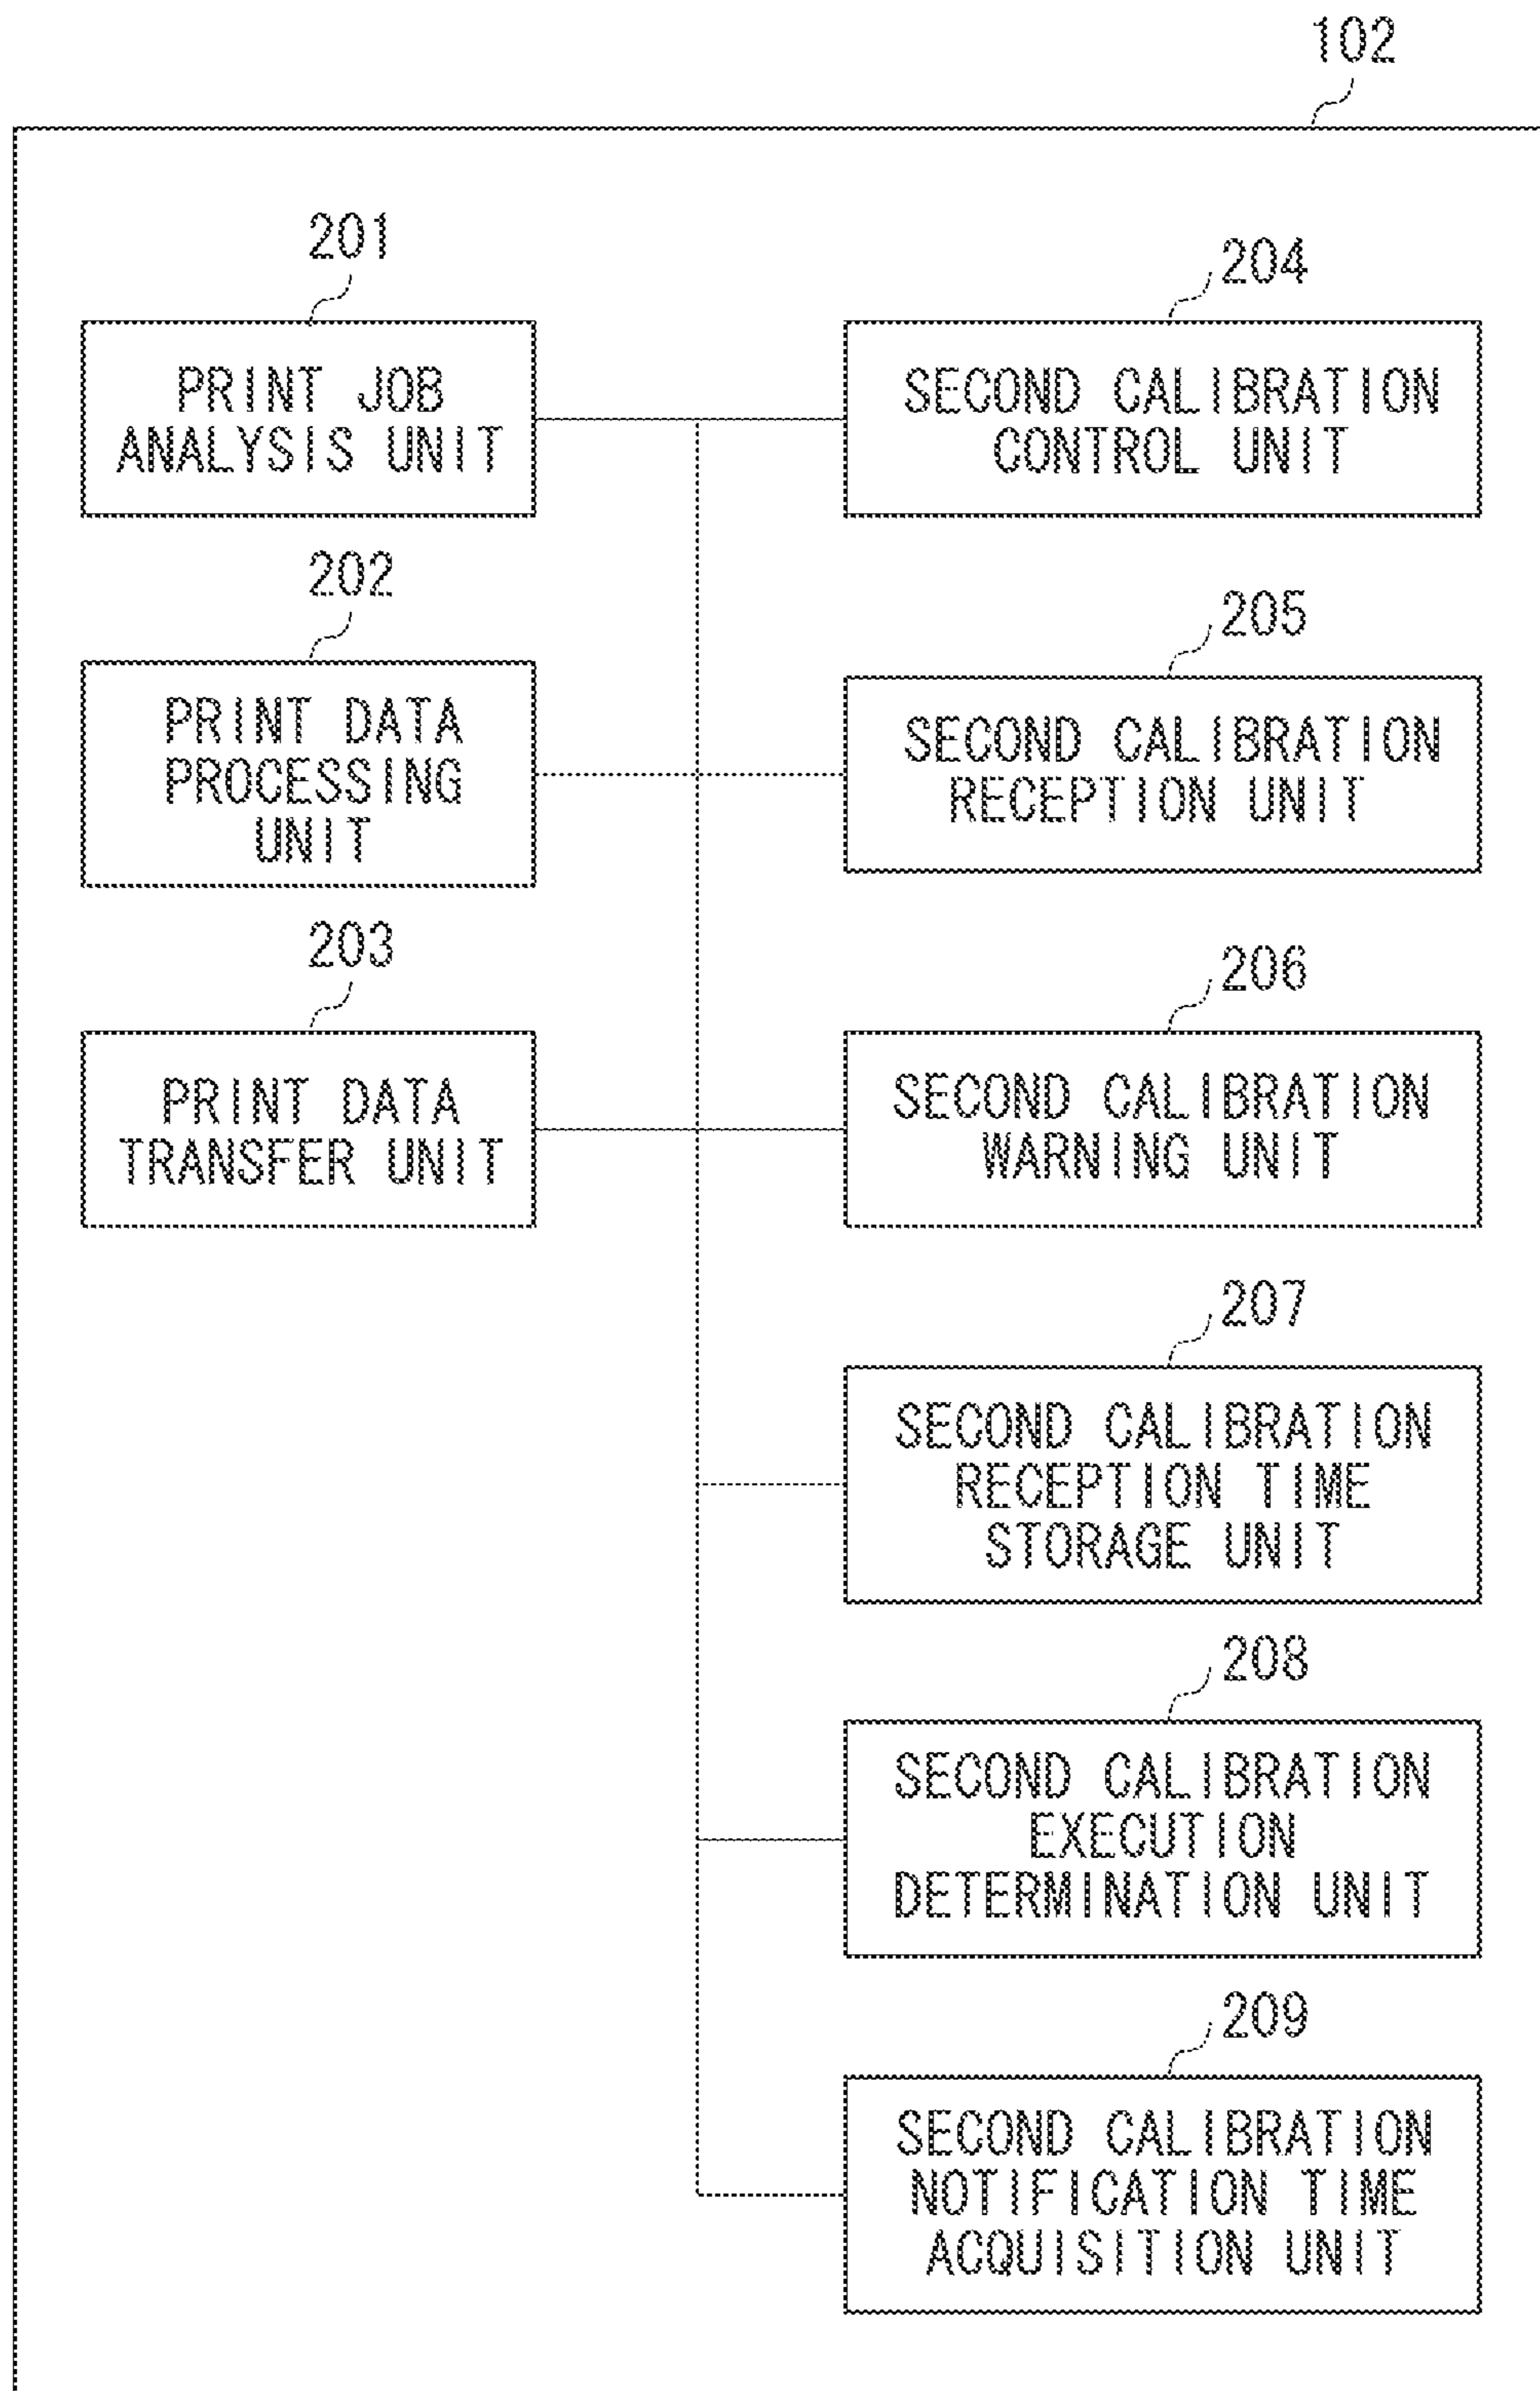 102
201
PRINT JOB
ANALYSIS UNIT
202
PRINT DATA
PROCESSING
UNIT
203
PRINT DATA
TRANSFER UNIT
204
SECOND CALIBRATION
CONTROL UNIT
205
SECOND CALIBRATION
RECEPTION UNIT
206
SECOND CALIBRATION
WARNING UNIT
207
SECOND CALIBRATION
RECEPTION TIME
STORAGE UNIT
208
SECOND CALIBRATION
EXECUTION
DETERMINATION UNIT
209
SECOND CALIBRATION
NOTIFICATION TIME
ACQUISITION UNIT